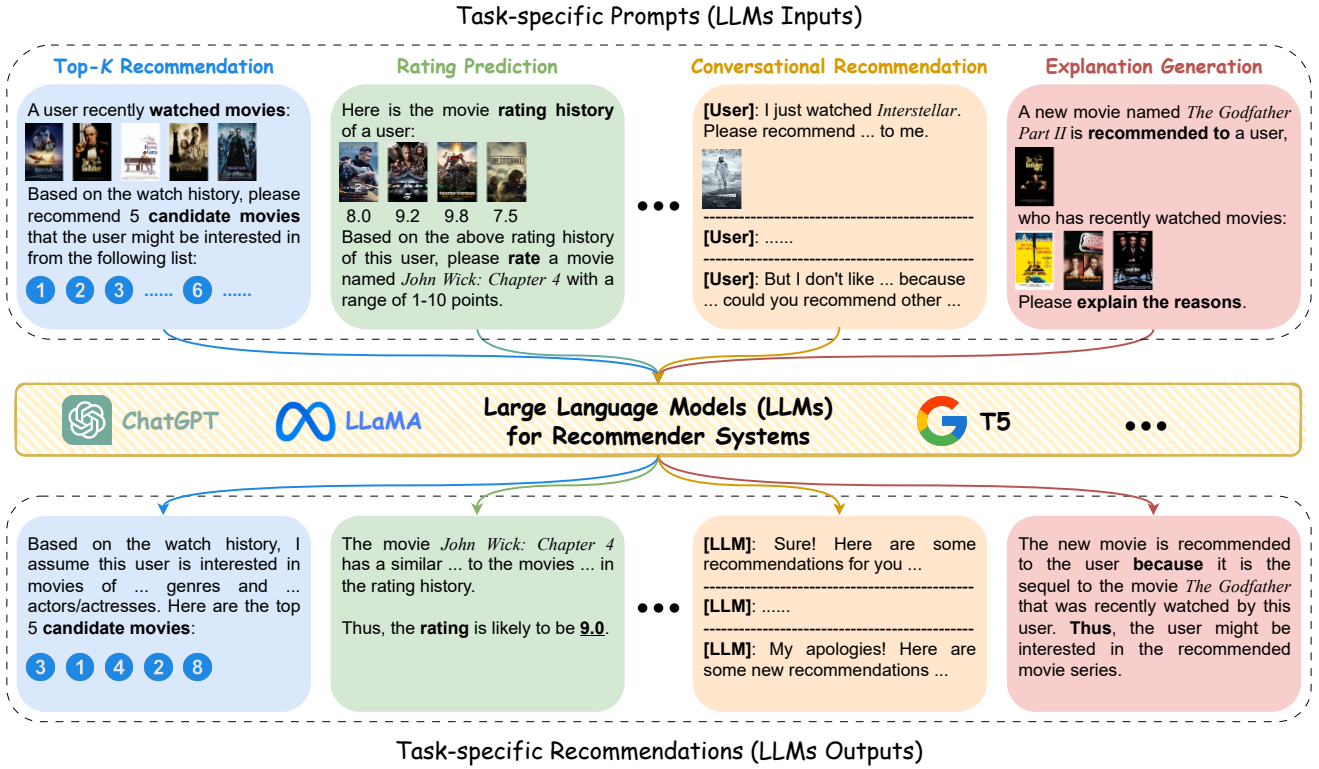 Task-specific Prompts (LLMs Inputs)
Top-K Recommendation
A user recently watched movies:
Based on the watch history, please
recommend 5 candidate movies
that the user might be interested in
from the following list:
1 2 3 ...... 6 ......
Rating Prediction
Here is the movie rating history
of a user:
8.0 9.2 9.8 7.5
Based on the above rating history
of this user, please rate a movie
named John Wick: Chapter 4 with a
range of 1-10 points.
Conversational Recommendation
[User]: I just watched Interstellar.
Please recommend ... to me.
[User]: ......
[User]: But I don't like ... because
... could you recommend other ...
Explanation Generation
A new movie named The Godfather
Part II is recommended to a user,
who has recently watched movies:
Please explain the reasons.
ChatGPT
LLaMA
Large Language Models (LLMs)
for Recommender Systems
T5
Based on the watch history, I
assume this user is interested in
movies of ... genres and ...
actors/actresses. Here are the top
5 candidate movies:
3 1 4 2 8
The movie John Wick: Chapter 4
has a similar ... to the movies ... in
the rating history.
Thus, the rating is likely to be 9.0.
[LLM]: Sure! Here are some
recommendations for you ...
[LLM]: ......
[LLM]: My apologies! Here are
some new recommendations ...
The new movie is recommended
to the user because it is the
sequel to the movie The Godfather
that was recently watched by this
user. Thus, the user might be
interested in the recommended
movie series.
Task-specific Recommendations (LLMs Outputs)